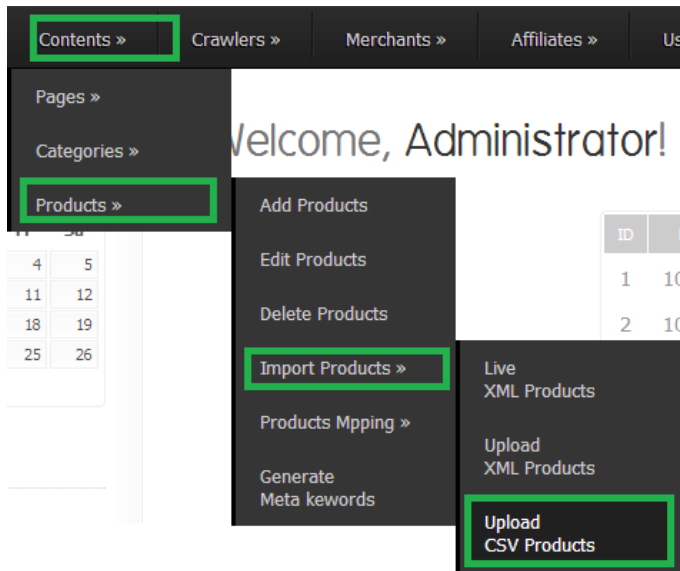 Contents » Crawlers » Merchants » Affiliates »
Pages »
Welcome, Administrator!
Categories »
Products »
Add Products
ID
4 5
Edit Products
1
11 12
Delete Products
18 19
2
25 26
Import Products »
Live
XML Products
Products Mpping »
Upload
XML Products
Generate
Meta kewords
Upload
CSV Products